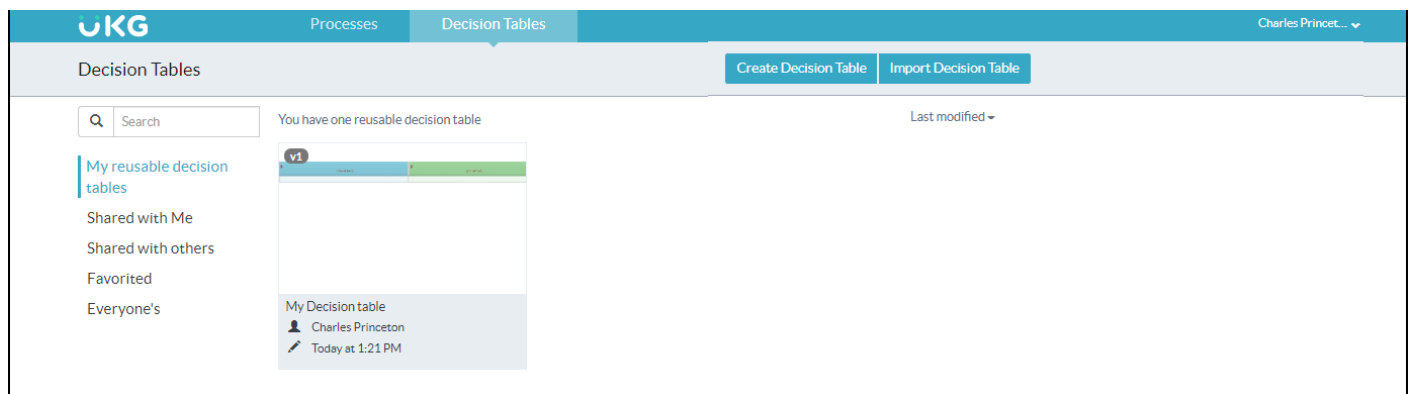 UKG Processes Decision Tables Charles Princet...
Decision Tables Create Decision Table Import Decision Table
Search You have one reusable decision table Last modified
My reusable decision
tables
Shared with Me
Shared with others
Favorited
Everyone's
v1
My Decision table
Charles Princeton
Today at 1:21 PM